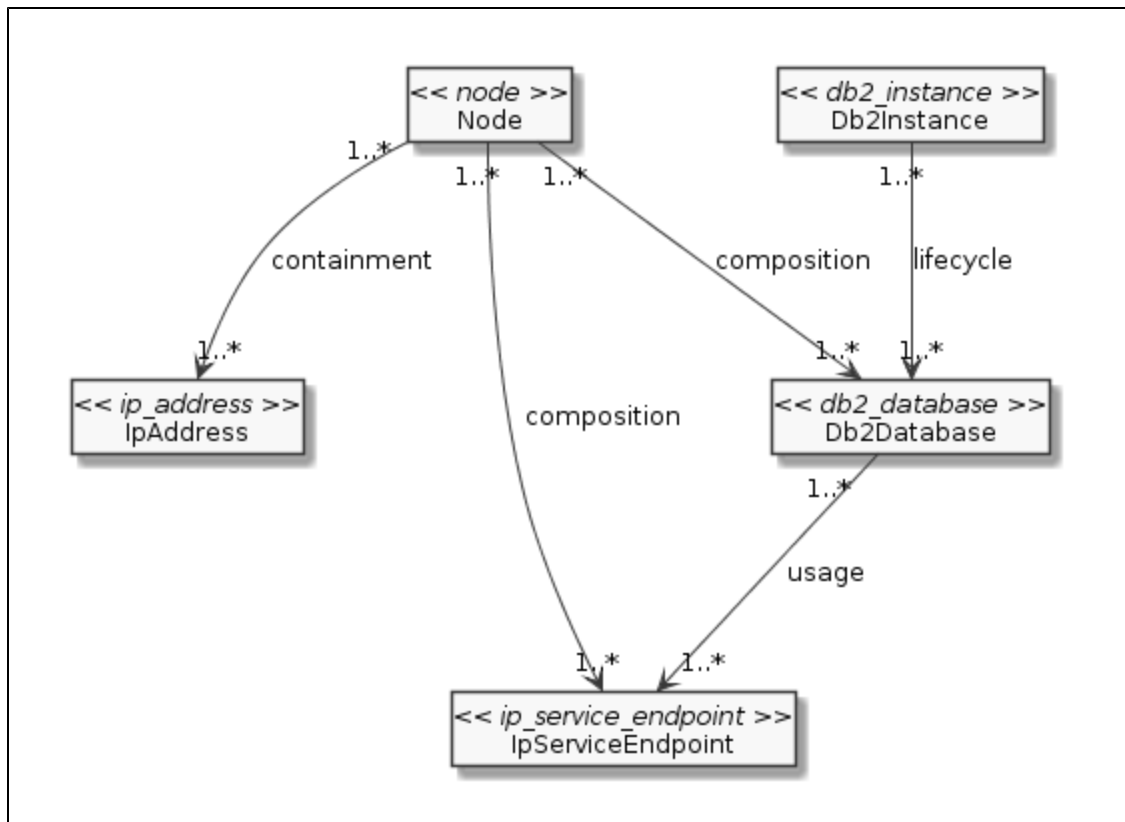 << node >>
Node
<< db2_instance >>
Db2Instance
1..*
1..*
1..*
1..*
containment
composition
lifecycle
1..*
1..*
1..*
<< ip_address >>
IpAddress
composition
<< db2_database >>
Db2Database
1..*
usage
1..*
1..*
<< ip_service_endpoint >>
IpServiceEndpoint